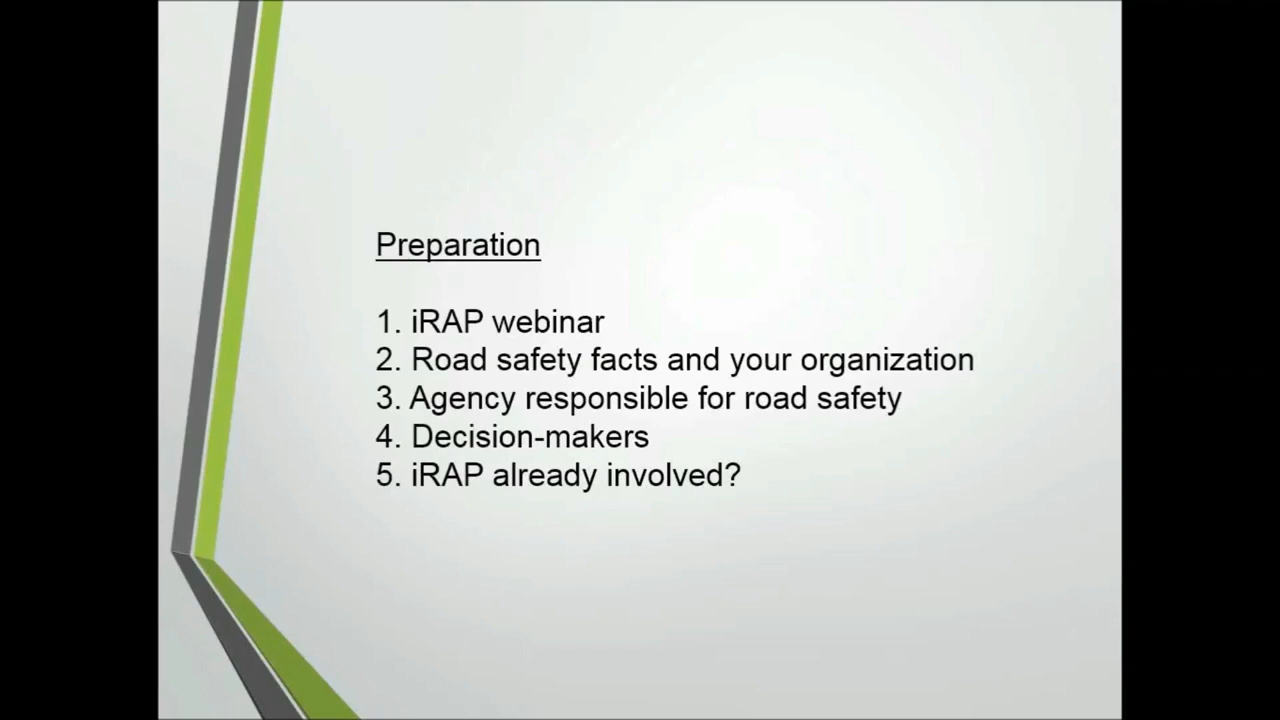 Preparation
1. iRAP webinar
2. Road safety facts and your organization
3. Agency responsible for road safety
4. Decision-makers
5. iRAP already involved?